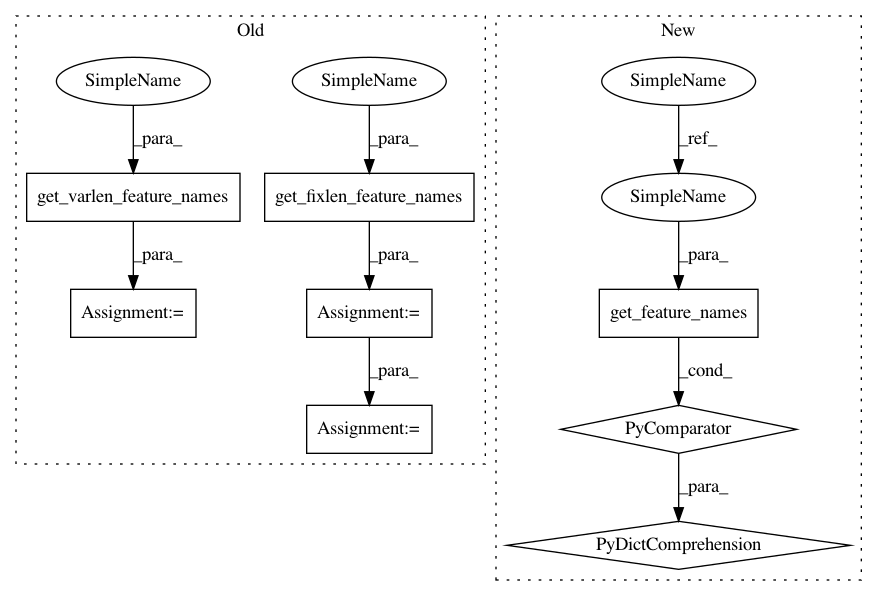 Old
New
SimpleName
SimpleName
SimpleName
_para_
_para_
_ref_
get_varlen_feature_names
get_fixlen_feature_names
SimpleName
_para_
_para_
_para_
Assignment:=
Assignment:=
get_feature_names
_para_
_cond_
Assignment:=
PyComparator
_para_
PyDictComprehension